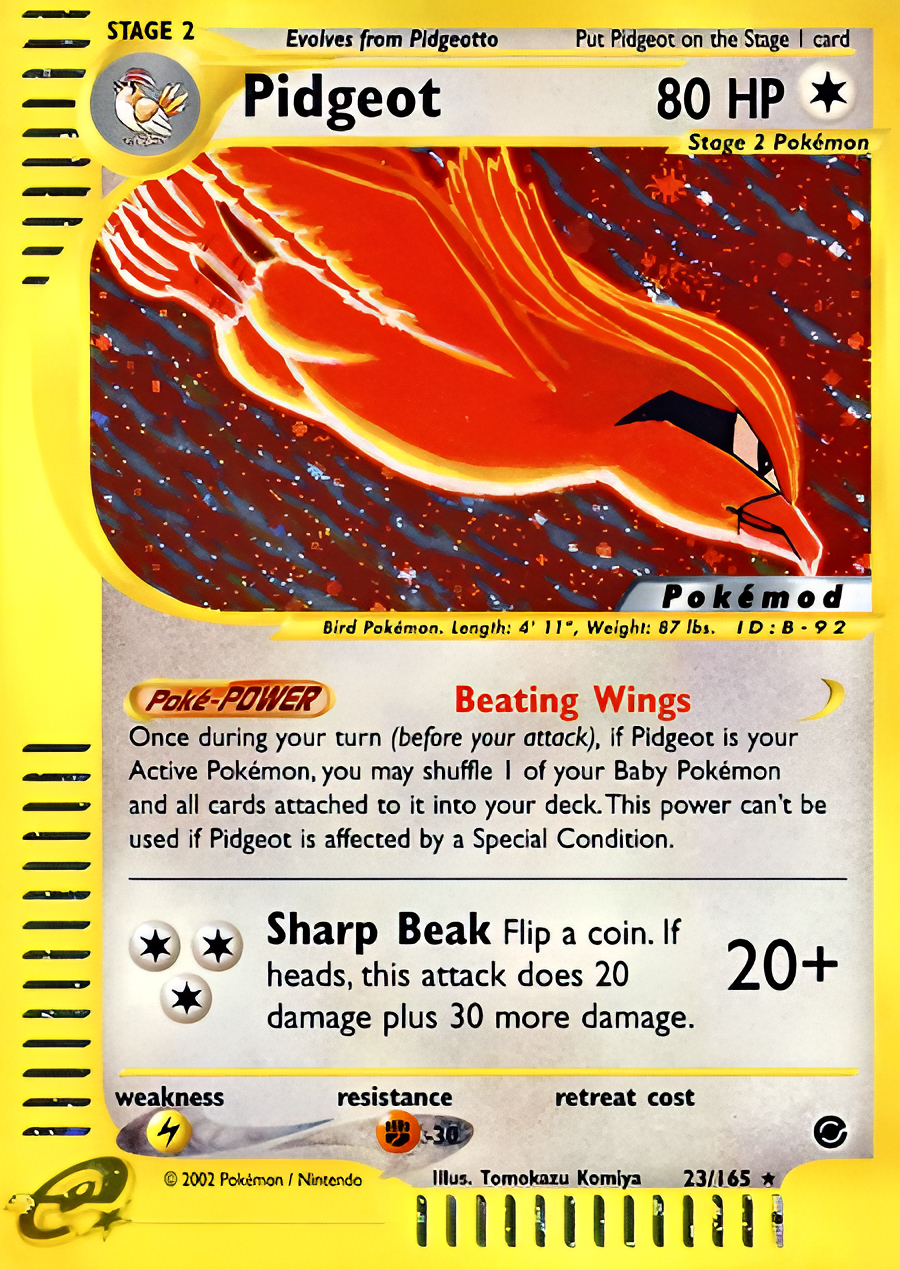 STAGE 2
Evolves from Pidgeotto
Put Pidgeot on the Stage 1 card
Pidgeot
80 HP
Stage 2 Pokémon
Pokémod
Bird Pokémon. Length: 4' 11", Weight: 87 lbs. ID:B-92
Poké-POWER
Beating Wings
Once during your turn (before your attack), if Pidgeot is your
Active Pokémon, you may shuffle 1 of your Baby Pokémon
and all cards attached to it into your deck. This power can't be
used if Pidgeot is affected by a Special Condition.
Sharp Beak Flip a coin. If
heads, this attack does 20
damage plus 30 more damage.
20+
weakness
resistance
retreat cost
-30
© 2002 Pokémon / Nintendo
Illus. Tomokazu Komiya
23/165 ★